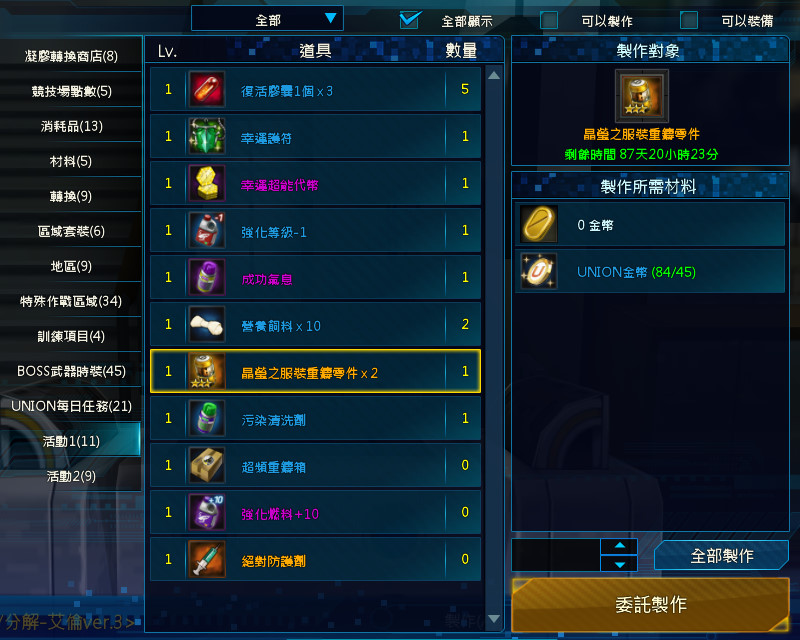 全部
全部顯示
可以製作
可以裝備
凝膠轉換商店(8)
競技場點數(5)
消耗品(13)
材料(5)
轉換(9)
區域套裝(6)
地區(9)
特殊作戰區域(34)
訓練項目(4)
BOSS武器時裝(45)
UNION每日任務(21)
活動1(11)
活動2(9)
Lv. 道具 數量
1 復活膠囊1個 x 3 5
1 幸運護符 1
1 幸運超能代幣 1
1 強化等級-1 1
1 成功氣息 1
1 營養飼料 x 10 2
1 晶螢之服裝重鑄零件 x 2 1
1 污染清洗劑 1
1 超頻重鑄箱 0
1 強化燃料+10 0
1 絕對防護劑 0
製作對象
晶螢之服裝重鑄零件
剩餘時間 87天20小時23分
製作所需材料
0 金幣
UNION金幣 (84/45)
全部製作
委託製作
/分解-艾倫ver.3>